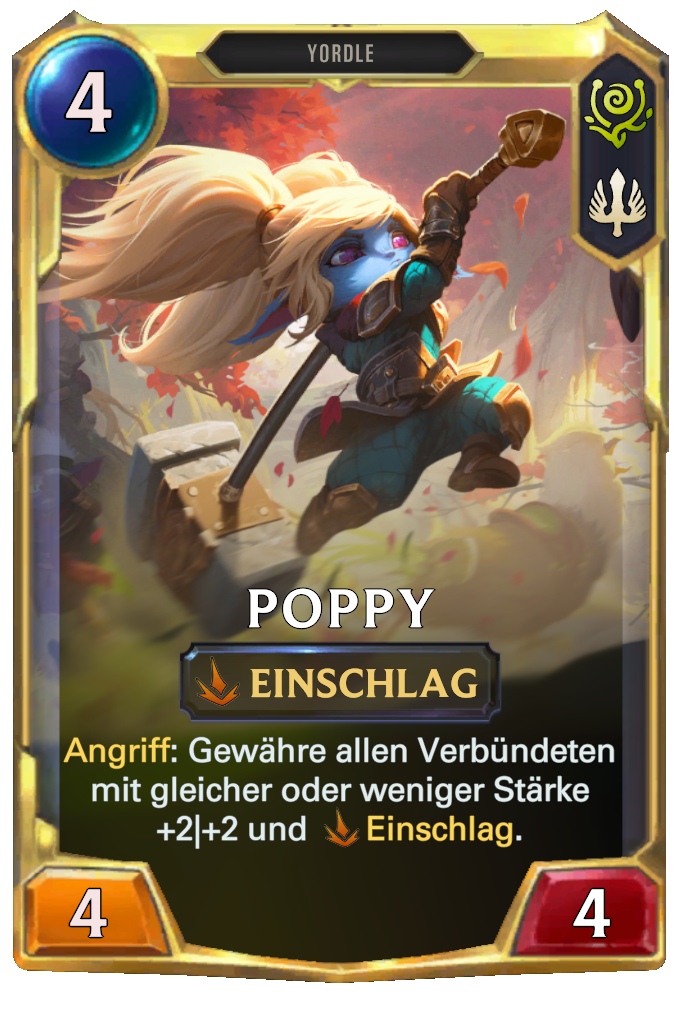 YORDLE
4
POPPY
EINSCHLAG
Angriff: Gewähre allen Verbündeten
mit gleicher oder weniger Stärke
+2|+2 und Einschlag.
4
4